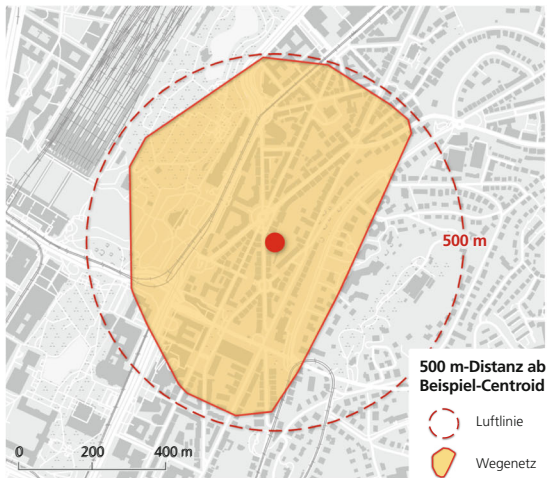 500 m
500 m-Distanz ab
Beispiel-Centroid
Luftlinie
Wegenetz
0 200 400 m